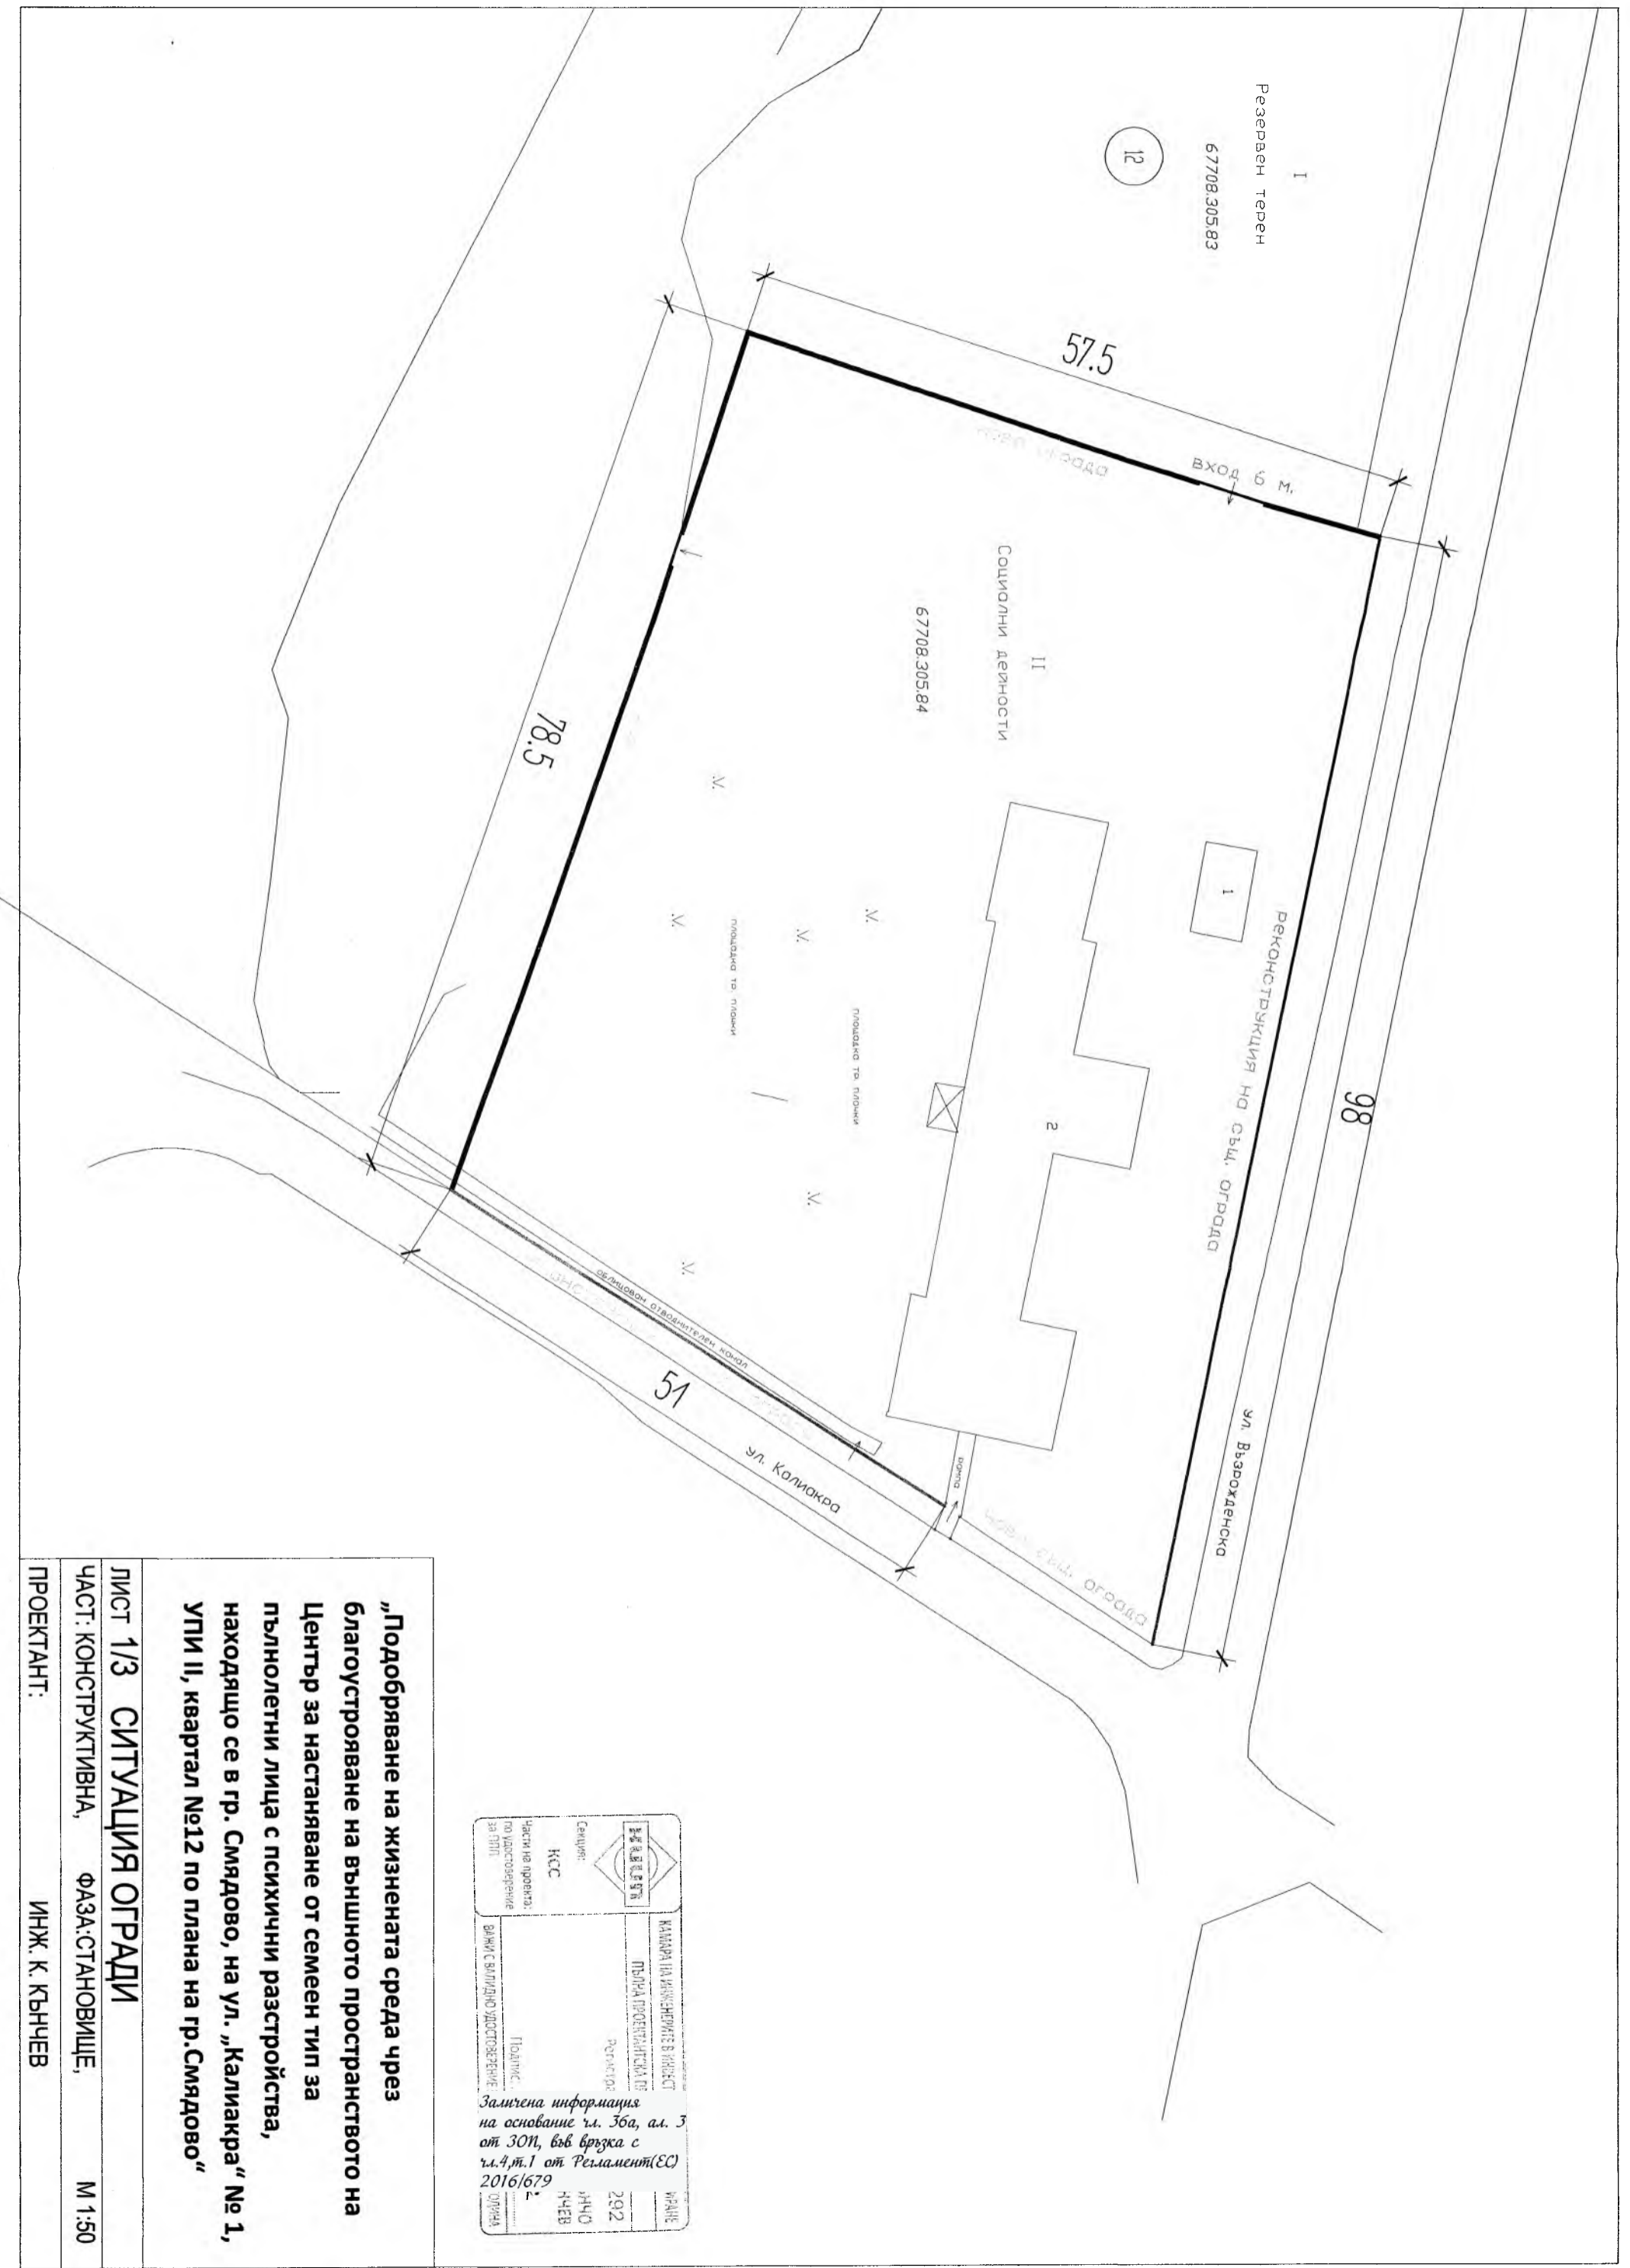 I
Резервен терен
67708.305.83
12
57.5
вход 6 м.
ограда
II
Социални дейности
67708.305.84
78.5
98
1
2
реконструкция на същ. ограда
площадка тр. плочки
площадка тр. плочки
облицован отводнителен канал
51
ул. Калиакра
ул. Възрожденска
рампа
ограда
„Подобряване на жизнената среда чрез
благоустрояване на външното пространството на
Център за настаняване от семеен тип за
пълнолетни лица с психични разстройства,
находящо се в гр. Смядово, на ул. „Калиакра“ № 1,
УПИ II, квартал №12 по плана на гр.Смядово“
ЛИСТ 1/3 СИТУАЦИЯ ОГРАДИ
ЧАСТ: КОНСТРУКТИВНА, ФАЗА:СТАНОВИЩЕ, М 1:50
ПРОЕКТАНТ: ИНЖ. К. КЪНЧЕВ
КАМАРА НА ИНЖЕНЕРИТЕ В ИНВЕСТ
ПЪЛНА ПРОЕКТАНТСКА
Секция:
КСС
Части на проекта:
по удостоверение
за ППП
Подпис:
ВАЖИ С ВАЛИДНО УДОСТОВЕРЕНИЕ
292
Заличена информация
на основание чл. 36а, ал. 3
от ЗОП, във връзка с
чл.4,т.1 от Регламент(ЕС)
2016/679